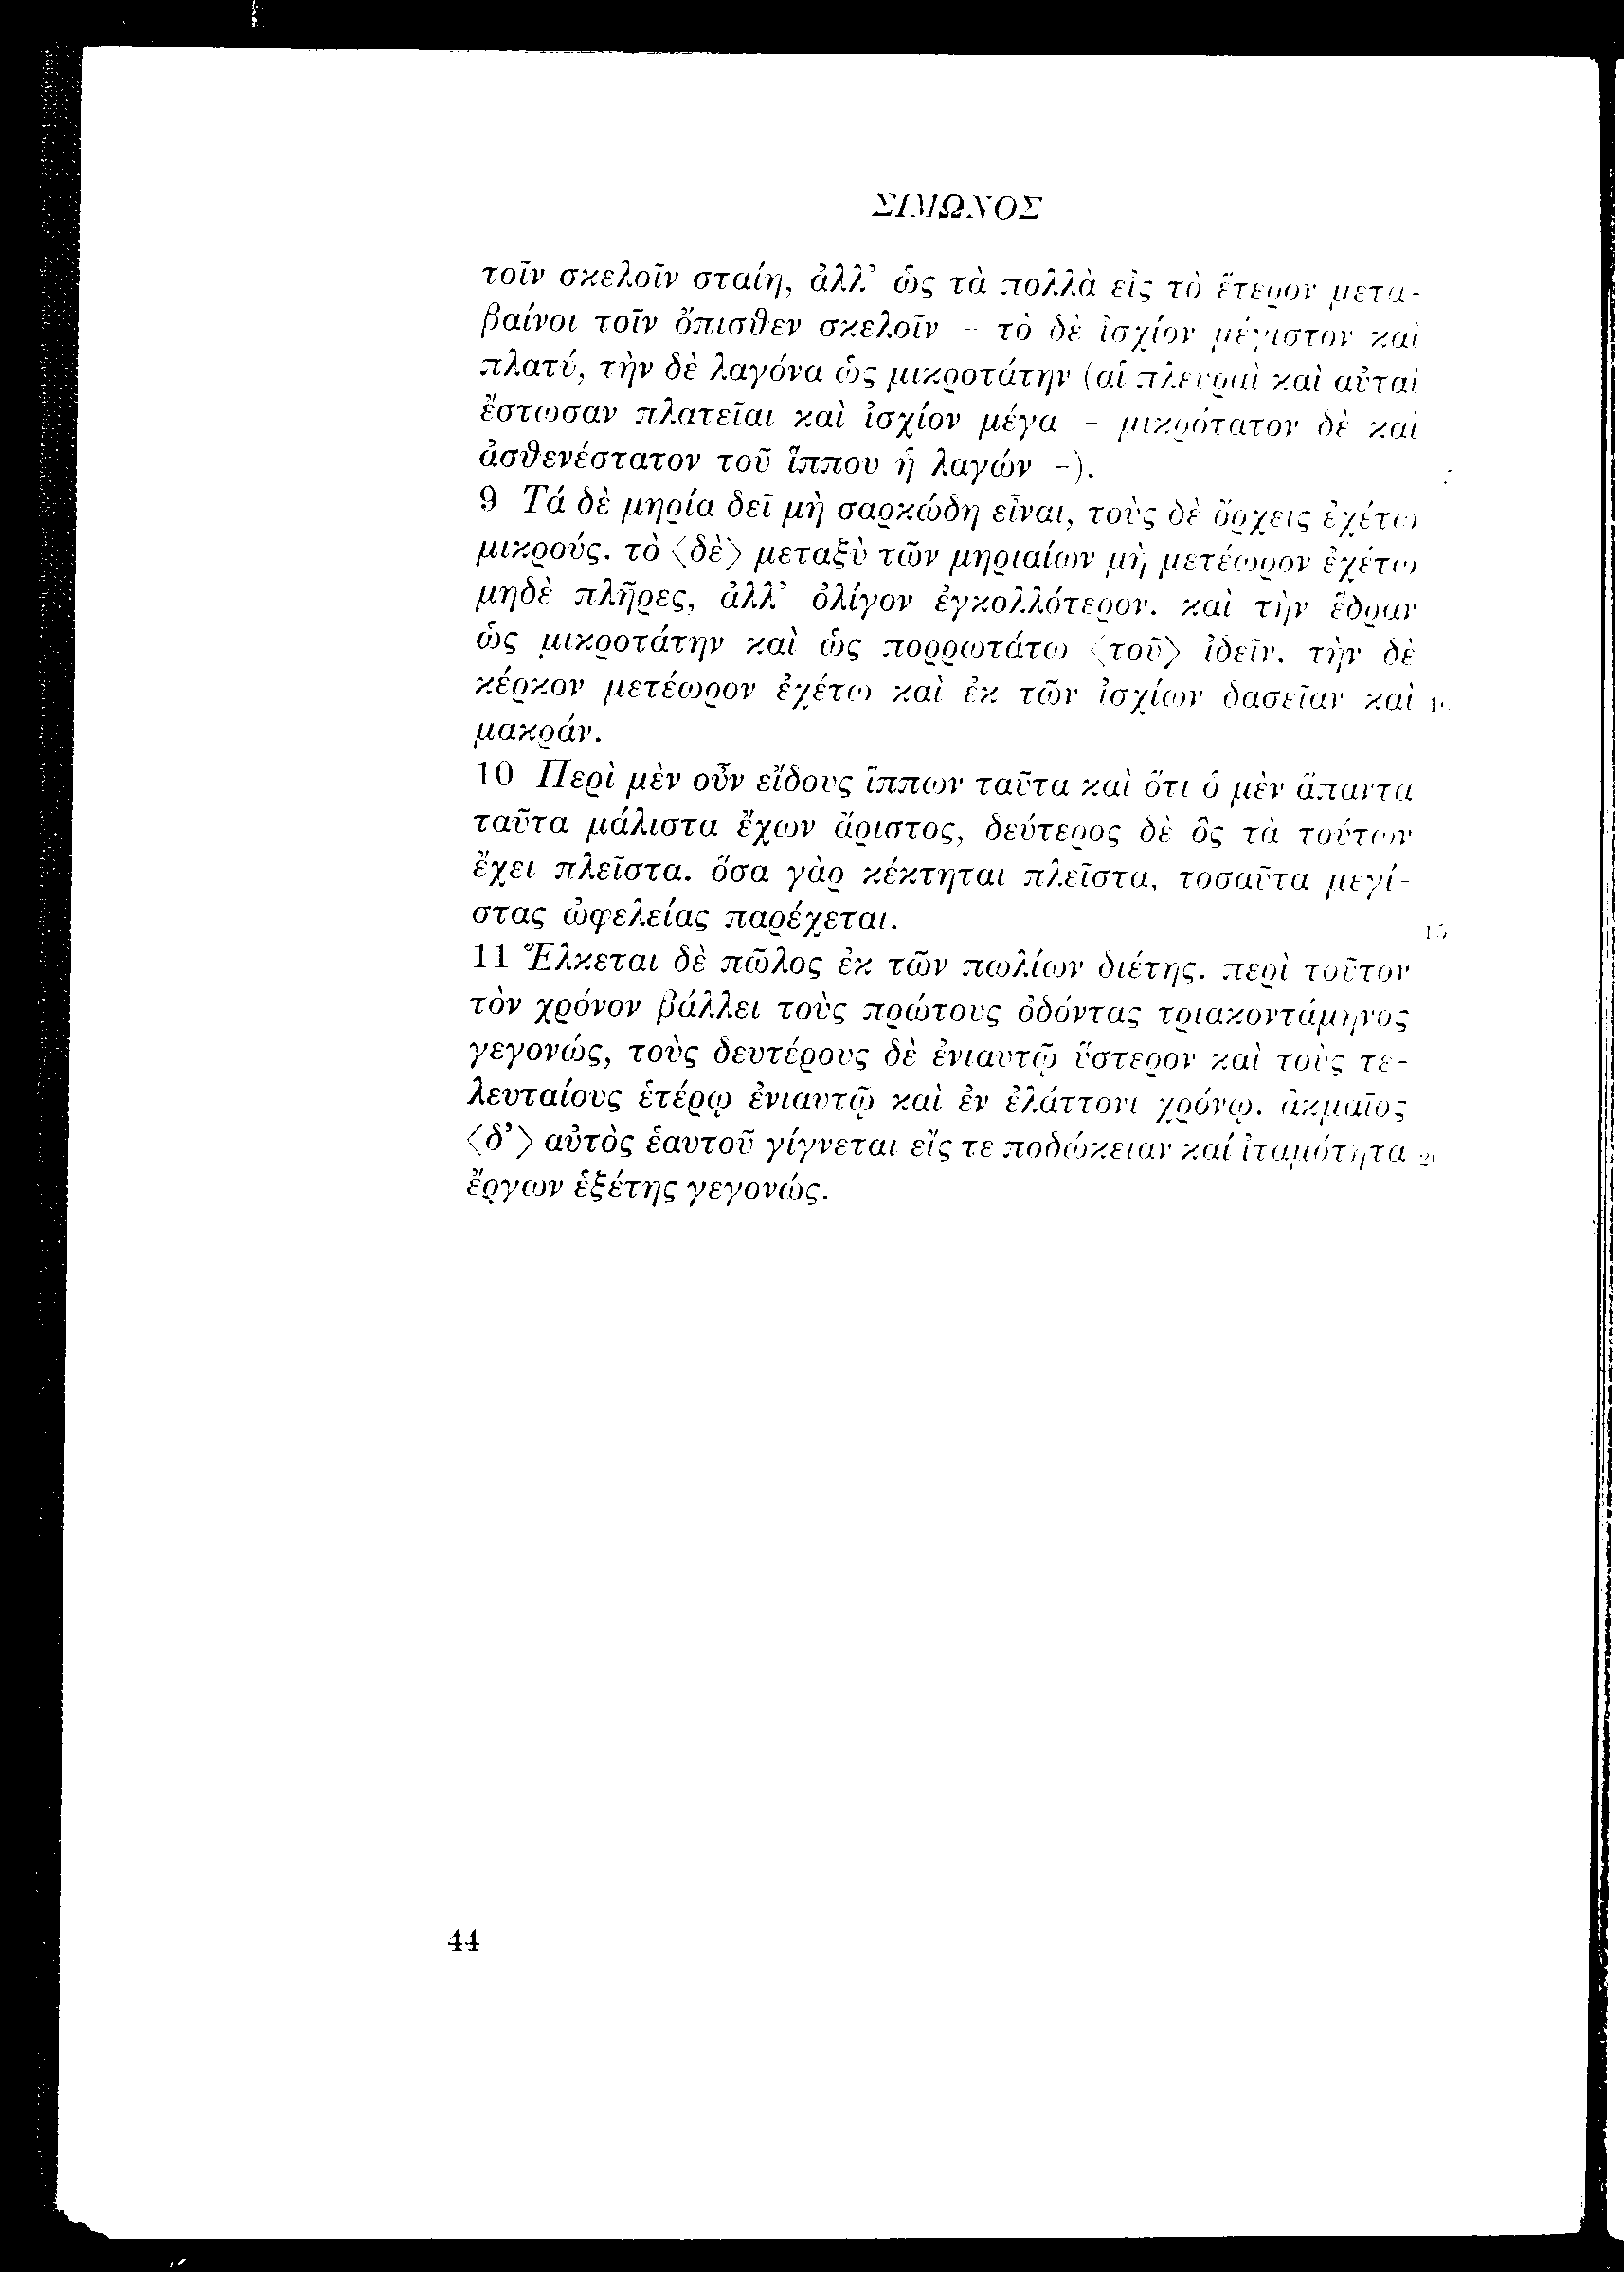 ΣΙΜΩΝΟΣ
τοῖν σκελοῖν σταίη, ἀλλ’ ὡς τὰ πολλὰ εἰς τὸ ἕτερον μετα-
βαίνοι τοῖν ὄπισθεν σκελοῖν – τὸ δὲ ἰσχίον μέγιστον καὶ
πλατύ, τὴν δὲ λαγόνα ὡς μικροτάτην (αἱ πλευραὶ καὶ αὐταὶ
ἔστωσαν πλατεῖαι καὶ ἰσχίον μέγα – μικρότατον δὲ καὶ
ἀσθενέστατον τοῦ ἵππου ἡ λαγών –).
9 Τά δὲ μηρία δεῖ μὴ σαρκώδη εἶναι, τοὺς δὲ ὄρχεις ἐχέτω
μικρούς. τὸ ⟨δὲ⟩ μεταξὺ τῶν μηριαίων μὴ μετέωρον ἐχέτω
μηδὲ πλῆρες, ἀλλ’ ὀλίγον ἐγκολλότερον. καὶ τὴν ἕδραν
ὡς μικροτάτην καὶ ὡς πορρωτάτω ⟨τοῦ⟩ ἰδεῖν. τὴν δὲ
κέρκον μετέωρον ἐχέτω καὶ ἐκ τῶν ἰσχίων δασεῖαν καὶ
μακράν.
10 Περὶ μὲν οὖν εἴδους ἵππων ταῦτα καὶ ὅτι ὁ μὲν ἅπαντα
ταῦτα μάλιστα ἔχων ἄριστος, δεύτερος δὲ ὃς τὰ τούτων
ἔχει πλεῖστα. ὅσα γὰρ κέκτηται πλεῖστα, τοσαῦτα μεγί-
στας ὠφελείας παρέχεται. 15
11 Ἕλκεται δὲ πῶλος ἐκ τῶν πωλίων διέτης. περὶ τοῦτον
τὸν χρόνον βάλλει τοὺς πρώτους ὀδόντας τριακοντάμηνος
γεγονώς, τοὺς δευτέρους δὲ ἐνιαυτῷ ὕστερον καὶ τοὺς τε-
λευταίους ἑτέρῳ ἐνιαυτῷ καὶ ἐν ἐλάττονι χρόνῳ. ἀκμαῖος
⟨δ’⟩ αὐτὸς ἑαυτοῦ γίγνεται εἴς τε ποδώκειαν καί ἰταμότητα
ἔργων ἑξέτης γεγονώς.
44